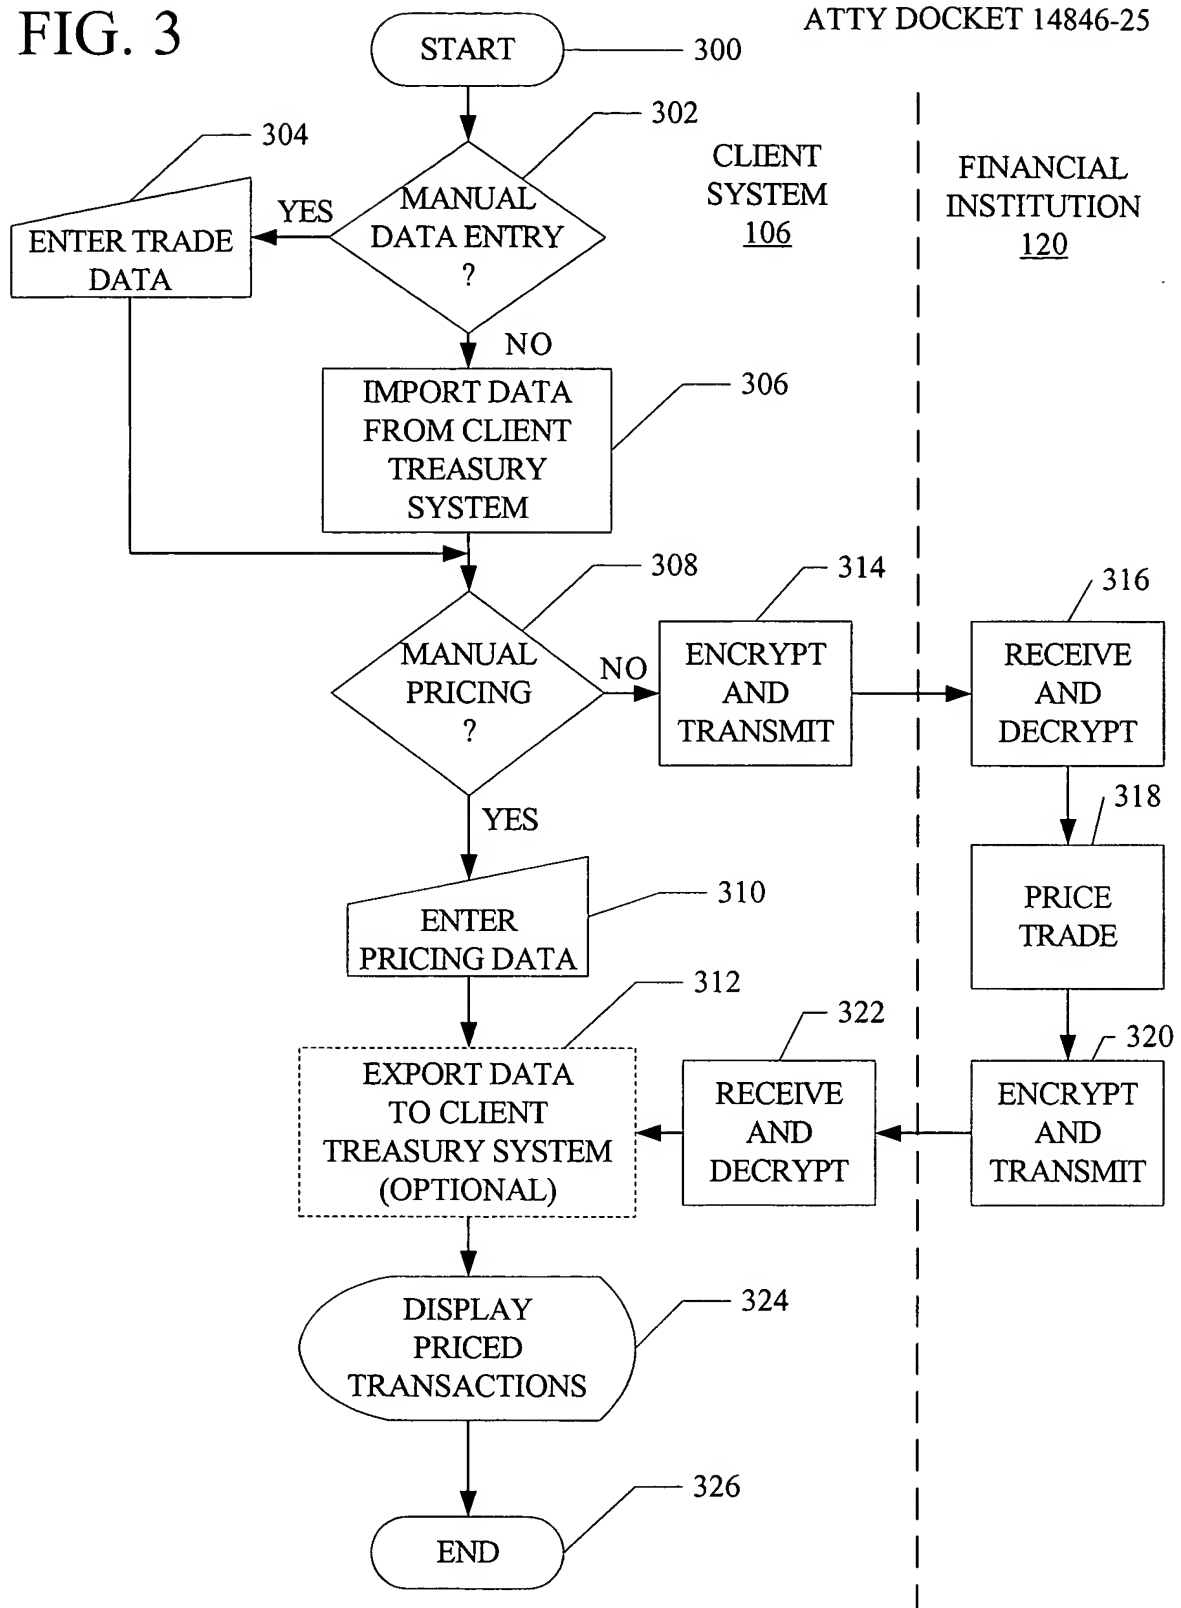 FIG. 3
ATTY DOCKET 14846-25
START
300
302
304
CLIENT
SYSTEM
106
FINANCIAL
INSTITUTION
120
MANUAL
DATA ENTRY
?
YES
ENTER TRADE
DATA
NO
IMPORT DATA
FROM CLIENT
TREASURY
SYSTEM
306
308
MANUAL
PRICING
?
NO
314
ENCRYPT
AND
TRANSMIT
316
RECEIVE
AND
DECRYPT
YES
318
PRICE
TRADE
310
ENTER
PRICING DATA
312
EXPORT DATA
TO CLIENT
TREASURY SYSTEM
(OPTIONAL)
322
RECEIVE
AND
DECRYPT
320
ENCRYPT
AND
TRANSMIT
324
DISPLAY
PRICED
TRANSACTIONS
326
END